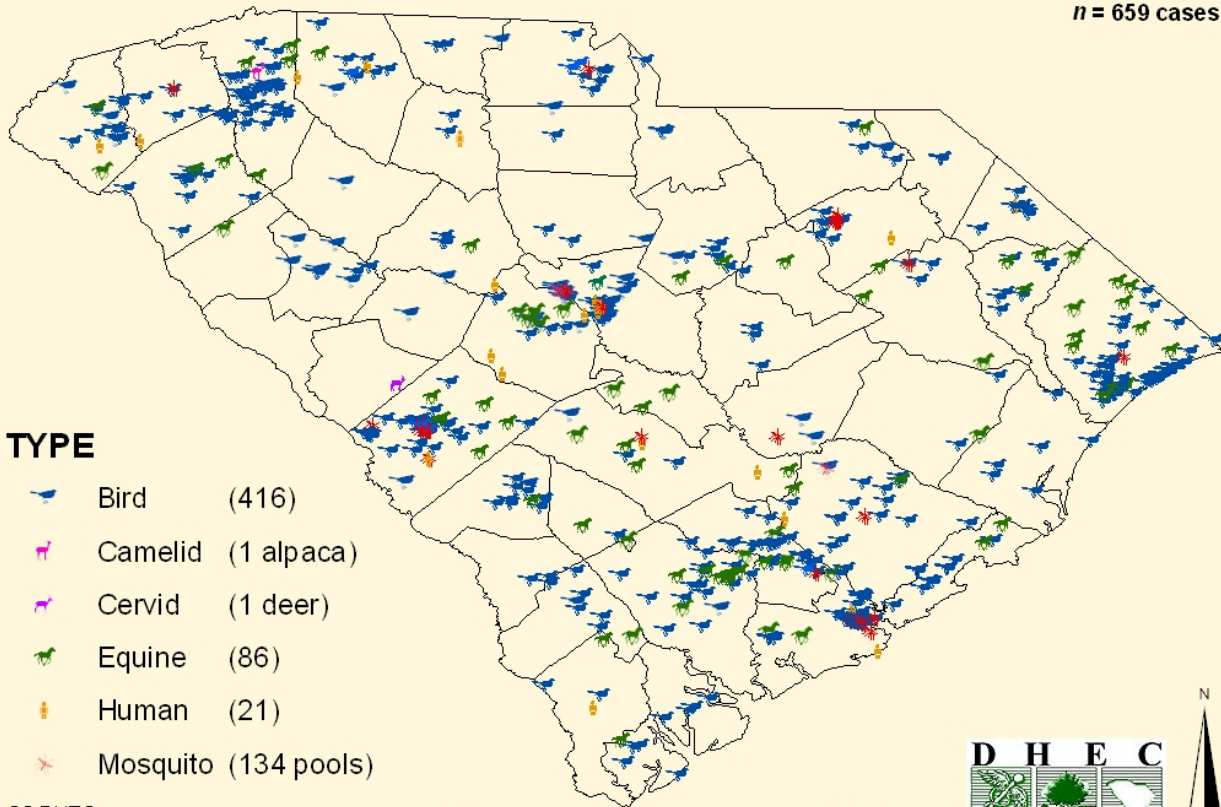 n = 659 cases
TYPE
Bird (416)
Camelid (1 alpaca)
Cervid (1 deer)
Equine (86)
Human (21)
Mosquito (134 pools)
N
D H E C